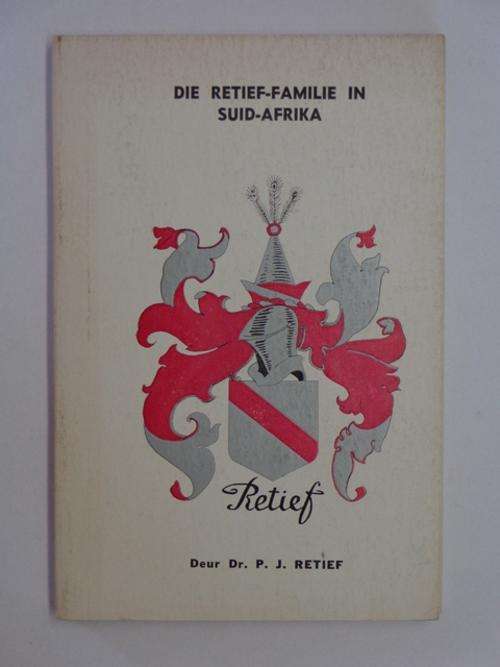 DIE RETIEF-FAMILIE IN
SUID-AFRIKA
Retief
Deur Dr. P. J. RETIEF